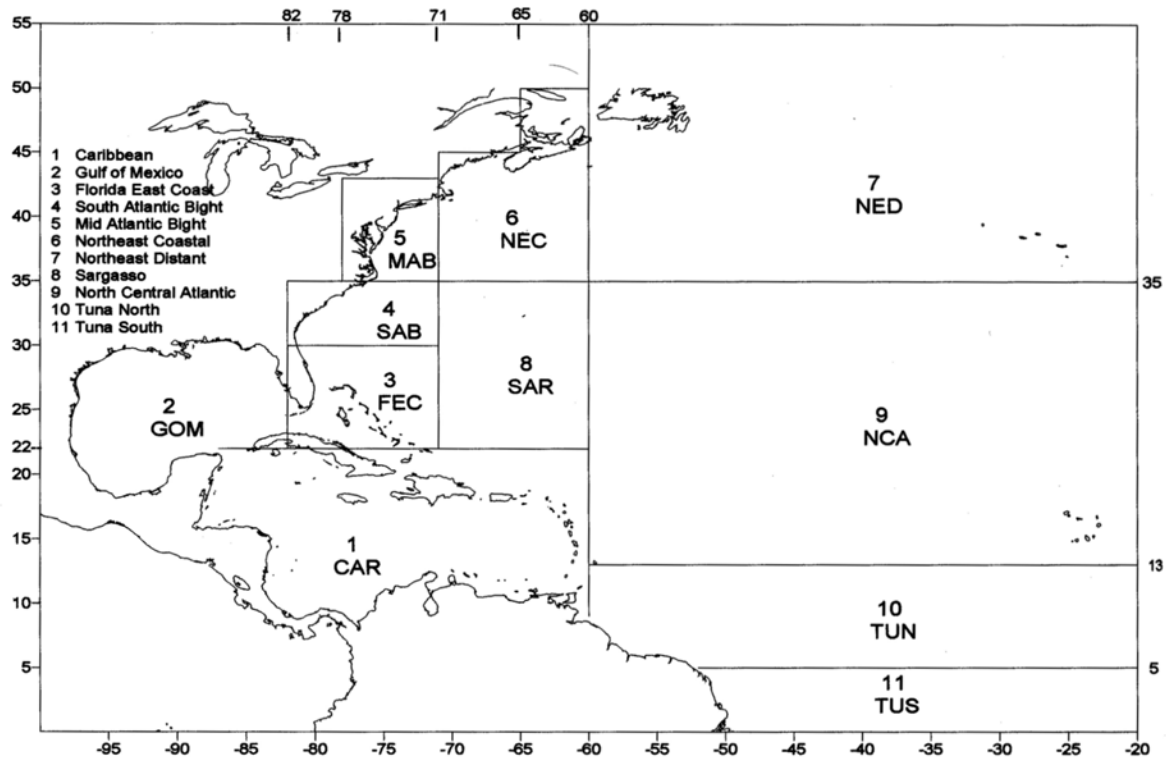 82 78 71 65 60
55
50
45
40
35
30
25
22
20
15
10
5
1 Caribbean
2 Gulf of Mexico
3 Florida East Coast
4 South Atlantic Bight
5 Mid Atlantic Bight
6 Northeast Coastal
7 Northeast Distant
8 Sargasso
9 North Central Atlantic
10 Tuna North
11 Tuna South
7
NED
6
NEC
5
MAB
4
SAB
8
SAR
3
FEC
2
GOM
9
NCA
1
CAR
10
TUN
11
TUS
35
13
5
-95 -90 -85 -80 -75 -70 -65 -60 -55 -50 -45 -40 -35 -30 -25 -20